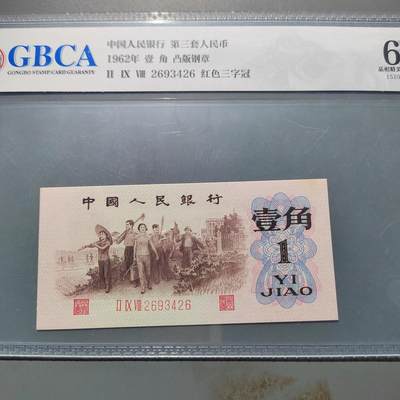 GBCA
GONGBO STAMP CARD GUARANTY
中国人民银行 第三套人民币
1962年 壹 角 凸版钢章
II IX VIII 2693426 红色三字冠
6
中國人民銀行
壹角
1
YI
JIAO
II IX VIII 2693426